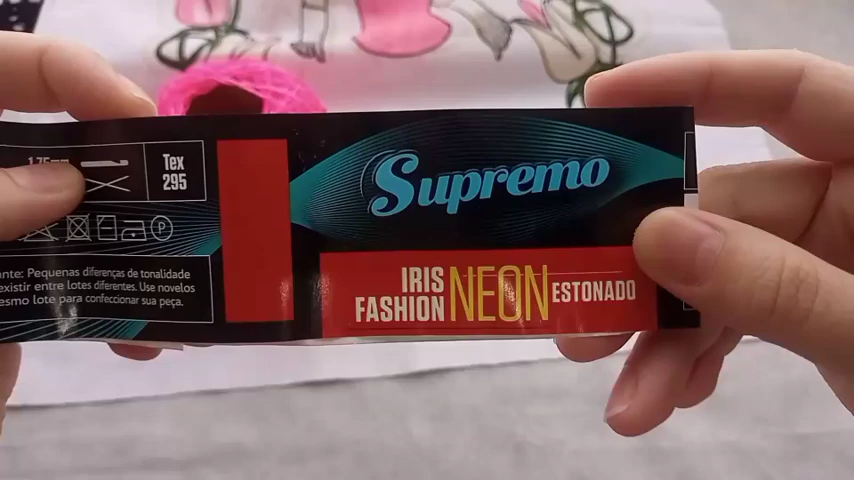 Tex
295
ante: Pequenas diferenças de tonalidade
existir entre lotes diferentes. Use novelos
esmo lote para confeccionar sua peça.
Supremo
IRIS
FASHION
NEON
ESTONADO